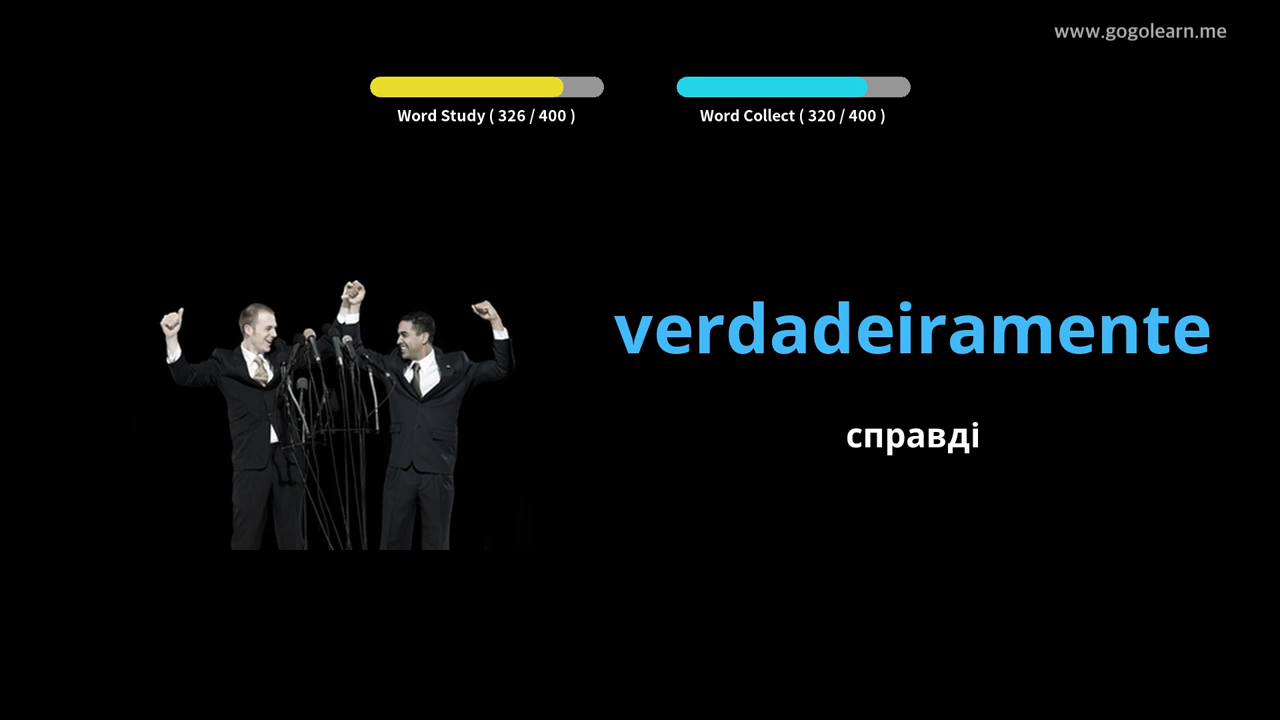 www.gogolearn.me
Word Study ( 326 / 400 )
Word Collect ( 320 / 400 )
verdadeiramente
справді